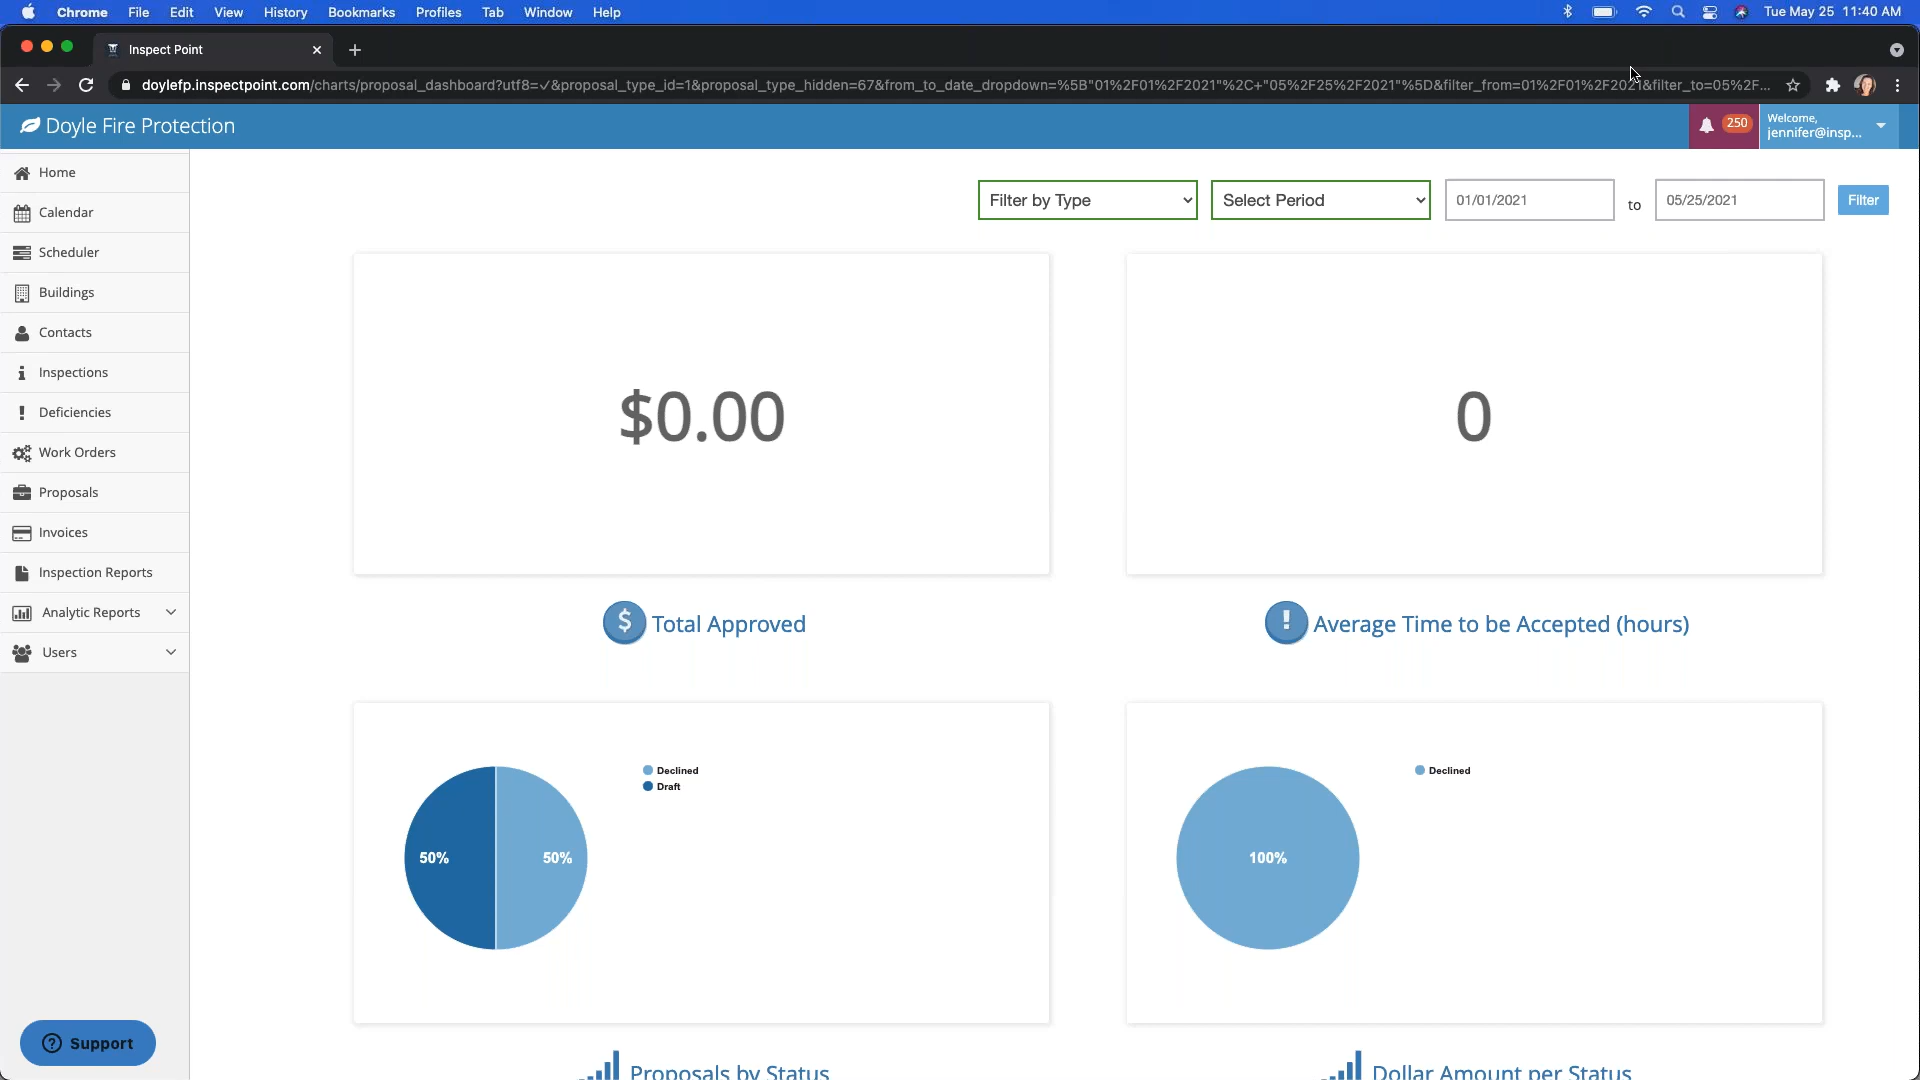 Chrome File Edit View History Bookmarks Profiles Tab Window Help Tue May 25 11:40 AM
Inspect Point
doylefp.inspectpoint.com/charts/proposal_dashboard?utf8=✓&proposal_type_id=1&proposal_type_hidden=67&from_to_date_dropdown=%5B"01%2F01%2F2021"%2C+"05%2F25%2F2021"%5D&filter_from=01%2F01%2F2021&filter_to=05%2F...
Doyle Fire Protection
250
Welcome,
jennifer@insp...
Home
Calendar
Scheduler
Buildings
Contacts
Inspections
Deficiencies
Work Orders
Proposals
Invoices
Inspection Reports
Analytic Reports
Users
Support
Filter by Type Select Period 01/01/2021 to 05/25/2021 Filter
$0.00
Total Approved
0
Average Time to be Accepted (hours)
Declined
Draft
50% 50%
Proposals by Status
Declined
100%
Dollar Amount per Status